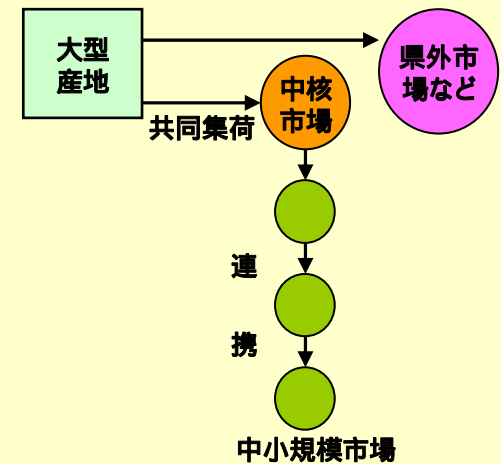 大型
産地
県外市
場など
中核
市場
共同集荷
連
携
中小規模市場